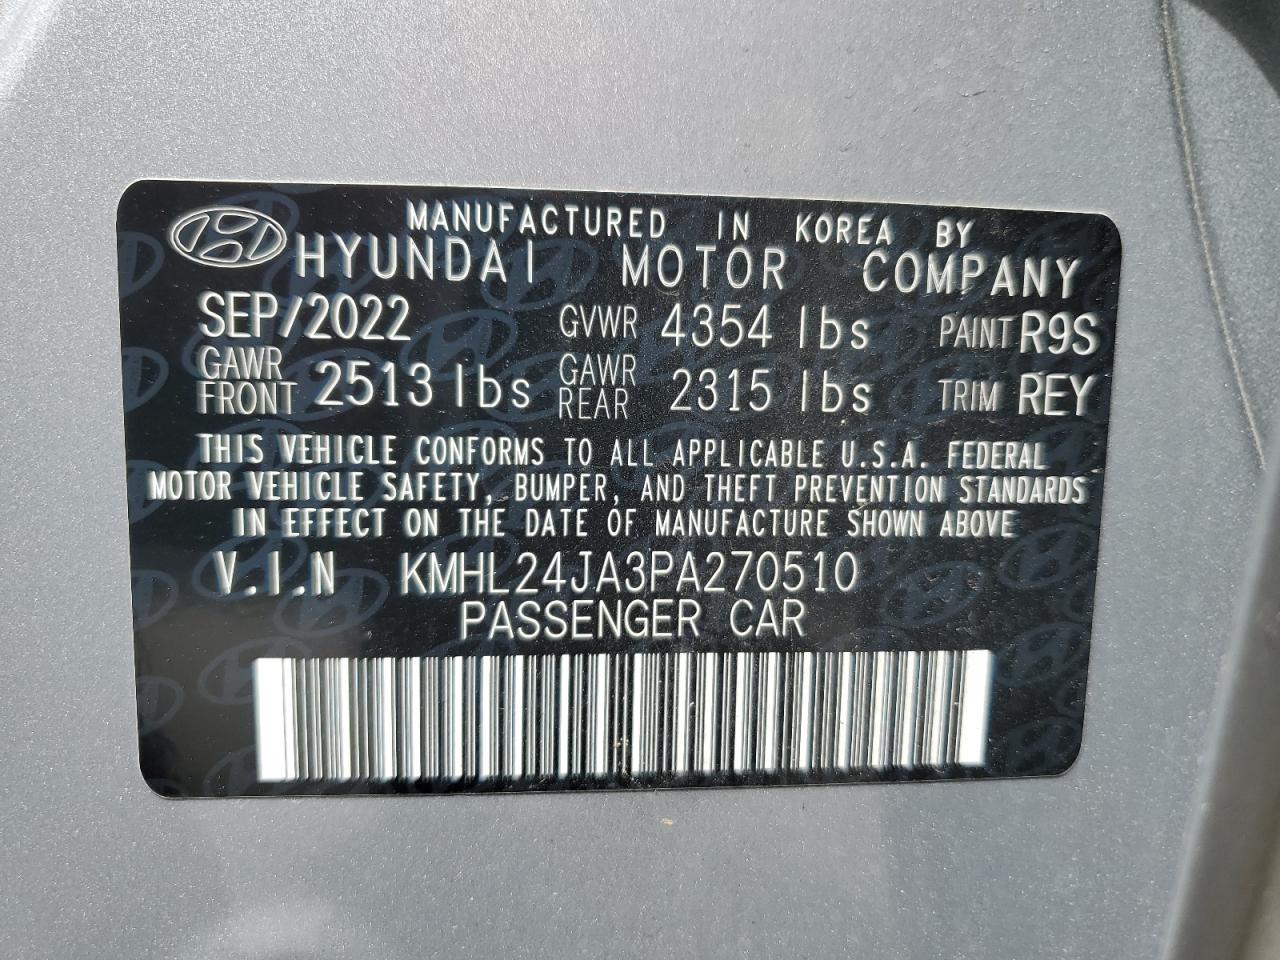 MANUFACTURED IN KOREA BY
HYUNDAI MOTOR COMPANY
SEP/2022 GVWR 4354 lbs PAINT R9S
GAWR FRONT 2513 lbs GAWR REAR 2315 lbs TRIM REY
THIS VEHICLE CONFORMS TO ALL APPLICABLE U.S.A. FEDERAL
MOTOR VEHICLE SAFETY, BUMPER, AND THEFT PREVENTION STANDARDS
IN EFFECT ON THE DATE OF MANUFACTURE SHOWN ABOVE
V.I.N KMHL24JA3PA270510
PASSENGER CAR